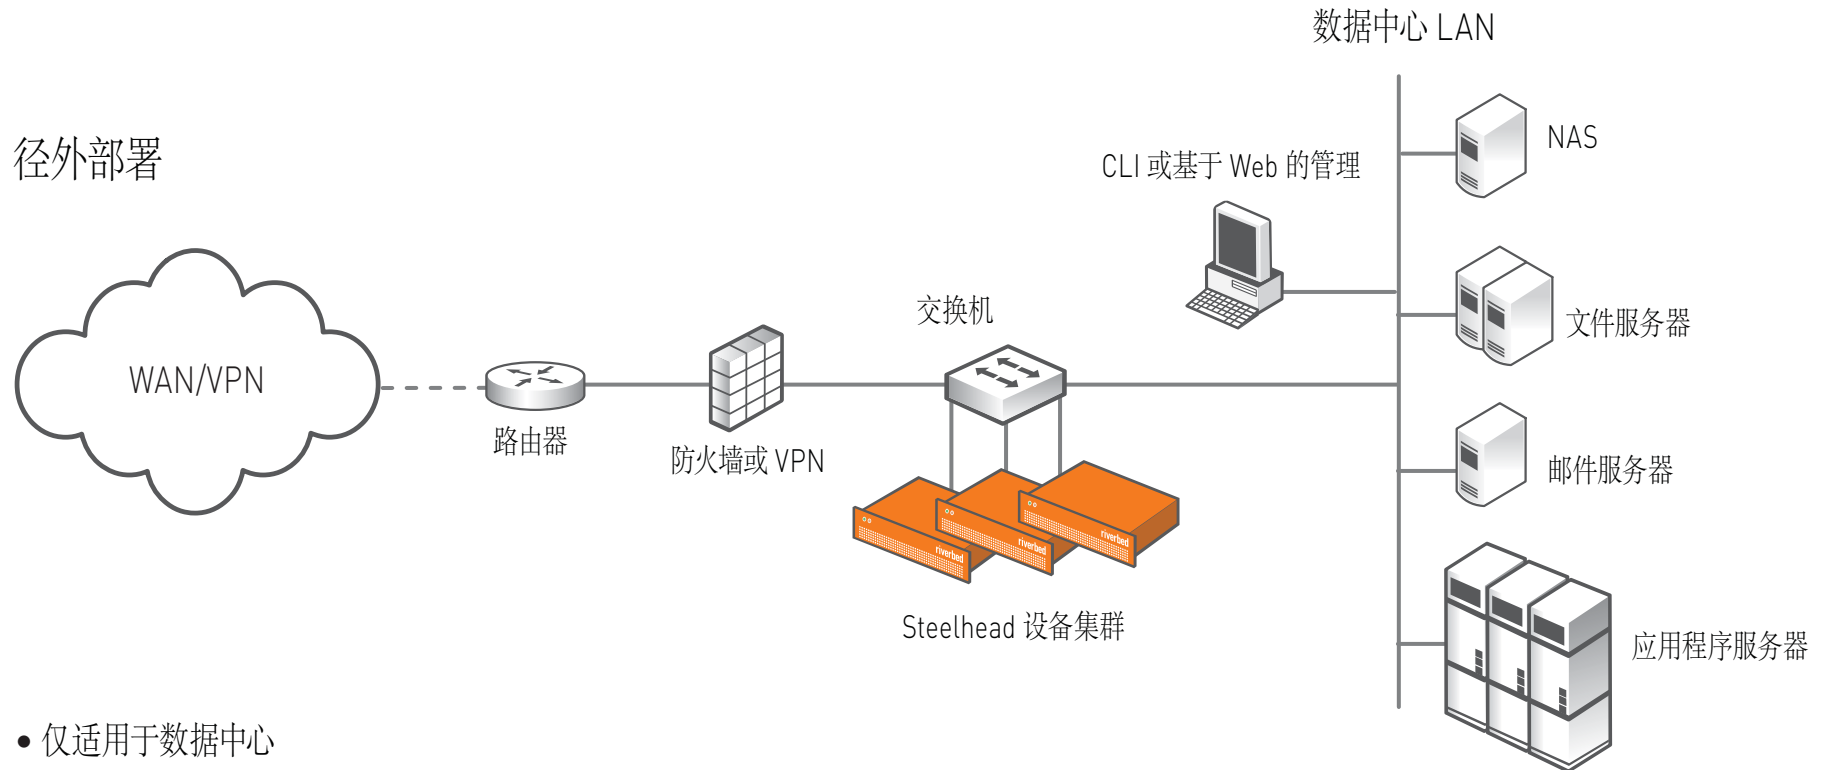 数据中心 LAN
径外部署
NAS
CLI 或基于 Web 的管理
交换机
文件服务器
WAN/VPN
路由器
防火墙或 VPN
邮件服务器
riverbed
riverbed
riverbed
Steelhead 设备集群
应用程序服务器
• 仅适用于数据中心